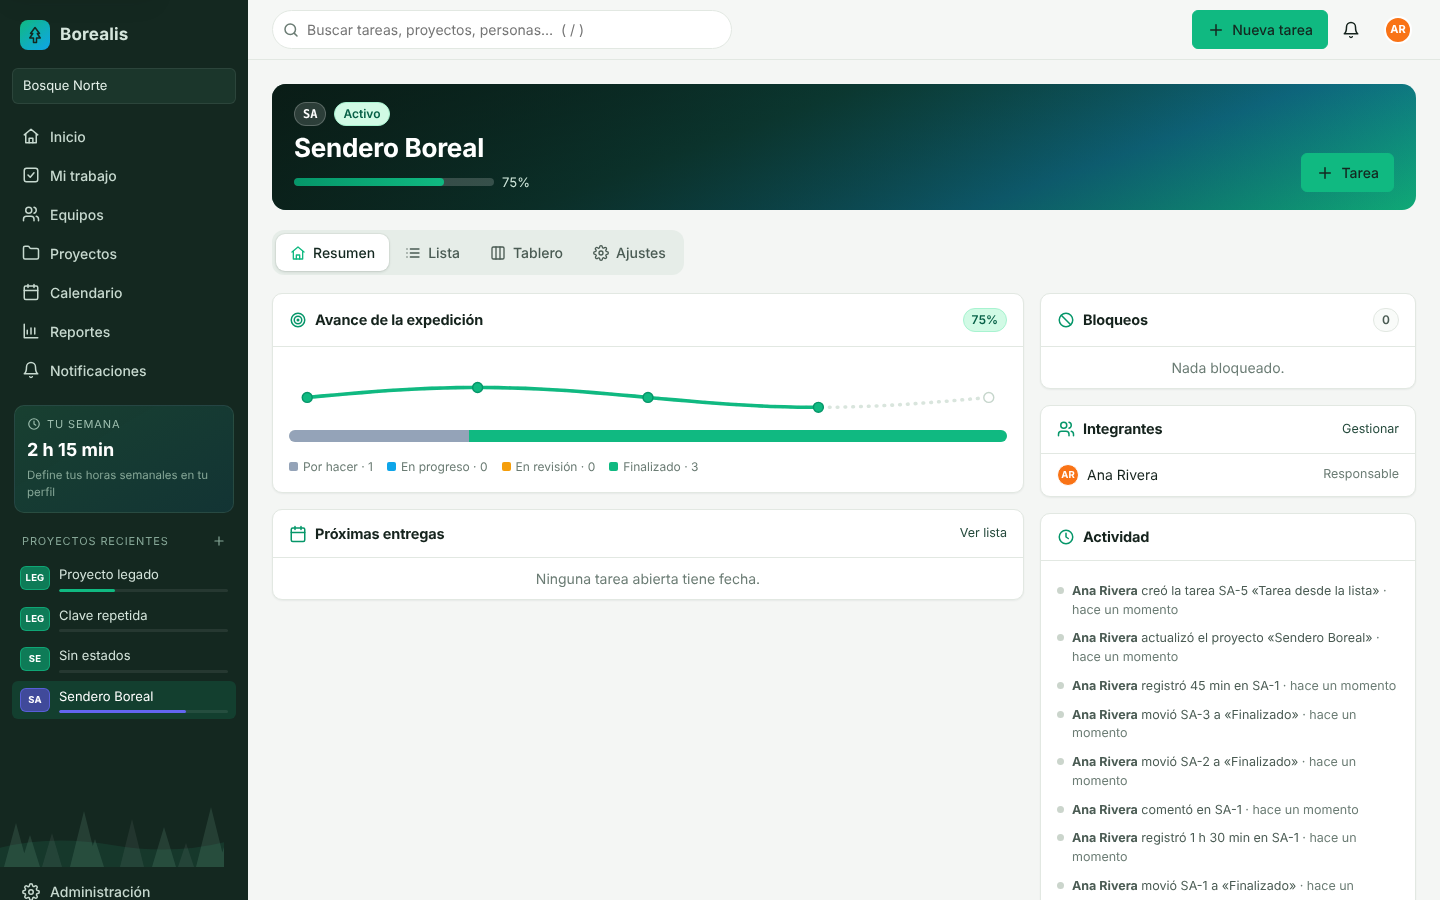 Borealis
Bosque Norte
Inicio
Mi trabajo
Equipos
Proyectos
Calendario
Reportes
Notificaciones
TU SEMANA
2 h 15 min
Define tus horas semanales en tu
perfil
PROYECTOS RECIENTES
LEG Proyecto legado
LEG Clave repetida
SE Sin estados
SA Sendero Boreal
Administración
Buscar tareas, proyectos, personas... ( / )
Nueva tarea
AR
SA Activo
Sendero Boreal
75%
Tarea
Resumen Lista Tablero Ajustes
Avance de la expedición 75%
Por hacer · 1 En progreso · 0 En revisión · 0 Finalizado · 3
Próximas entregas Ver lista
Ninguna tarea abierta tiene fecha.
Bloqueos 0
Nada bloqueado.
Integrantes Gestionar
AR Ana Rivera Responsable
Actividad
Ana Rivera creó la tarea SA-5 «Tarea desde la lista» ·
hace un momento
Ana Rivera actualizó el proyecto «Sendero Boreal» ·
hace un momento
Ana Rivera registró 45 min en SA-1 · hace un momento
Ana Rivera movió SA-3 a «Finalizado» · hace un
momento
Ana Rivera movió SA-2 a «Finalizado» · hace un
momento
Ana Rivera comentó en SA-1 · hace un momento
Ana Rivera registró 1 h 30 min en SA-1 · hace un
momento
Ana Rivera movió SA-1 a «Finalizado» · hace un